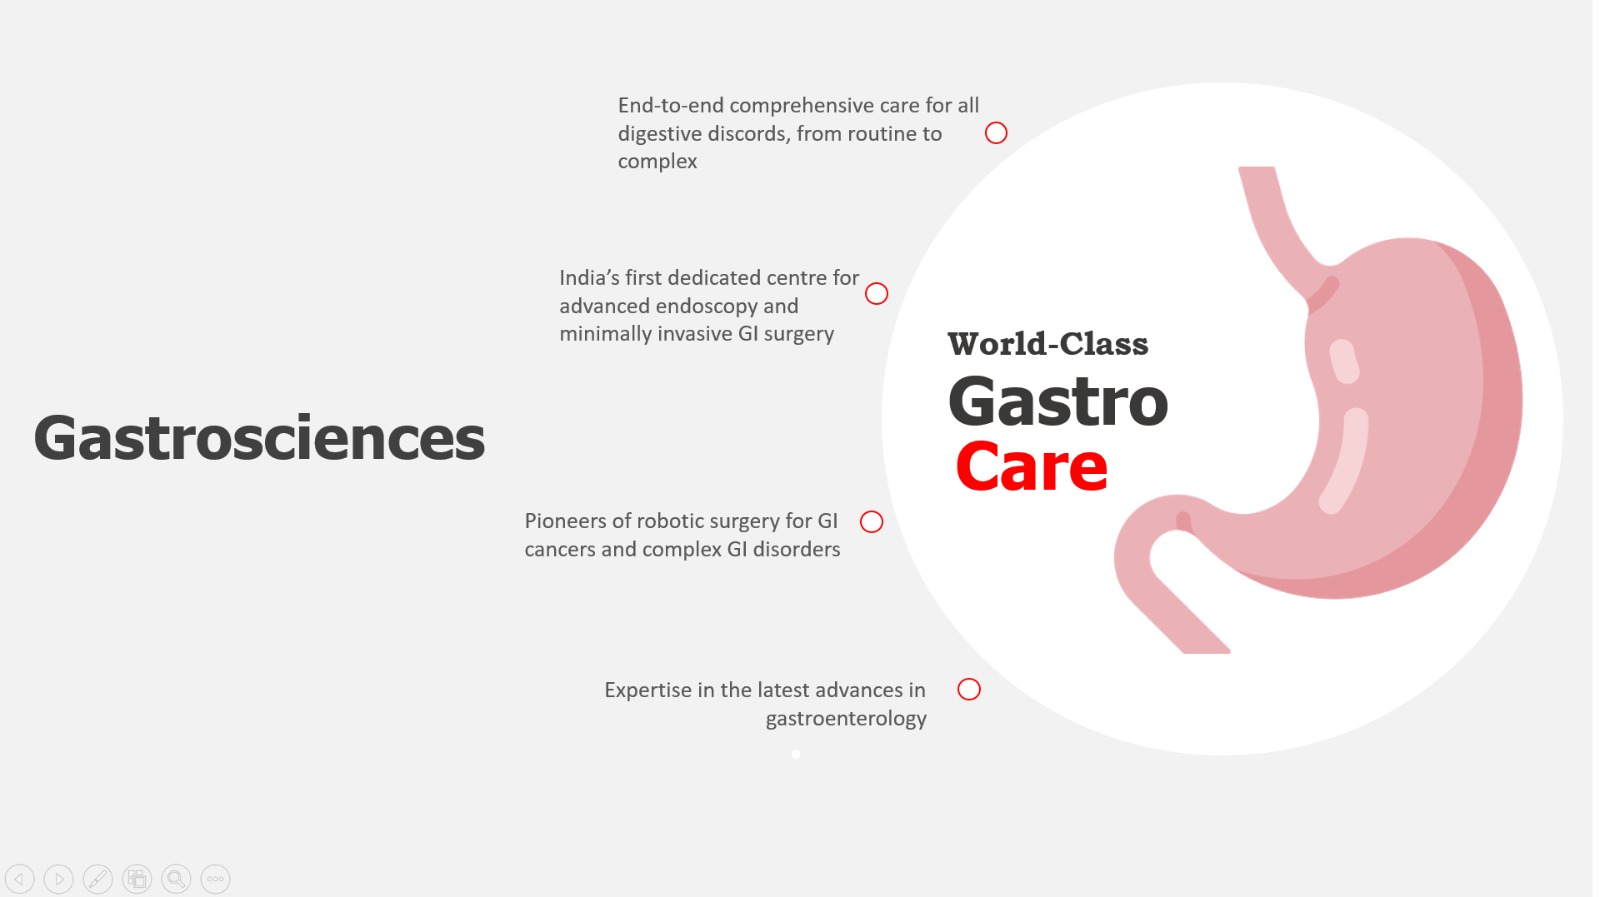 End-to-end comprehensive care for all
digestive discords, from routine to
complex
India’s first dedicated centre for
advanced endoscopy and
minimally invasive GI surgery
World-Class
Gastro
Care
Gastrosciences
Pioneers of robotic surgery for GI
cancers and complex GI disorders
Expertise in the latest advances in
gastroenterology